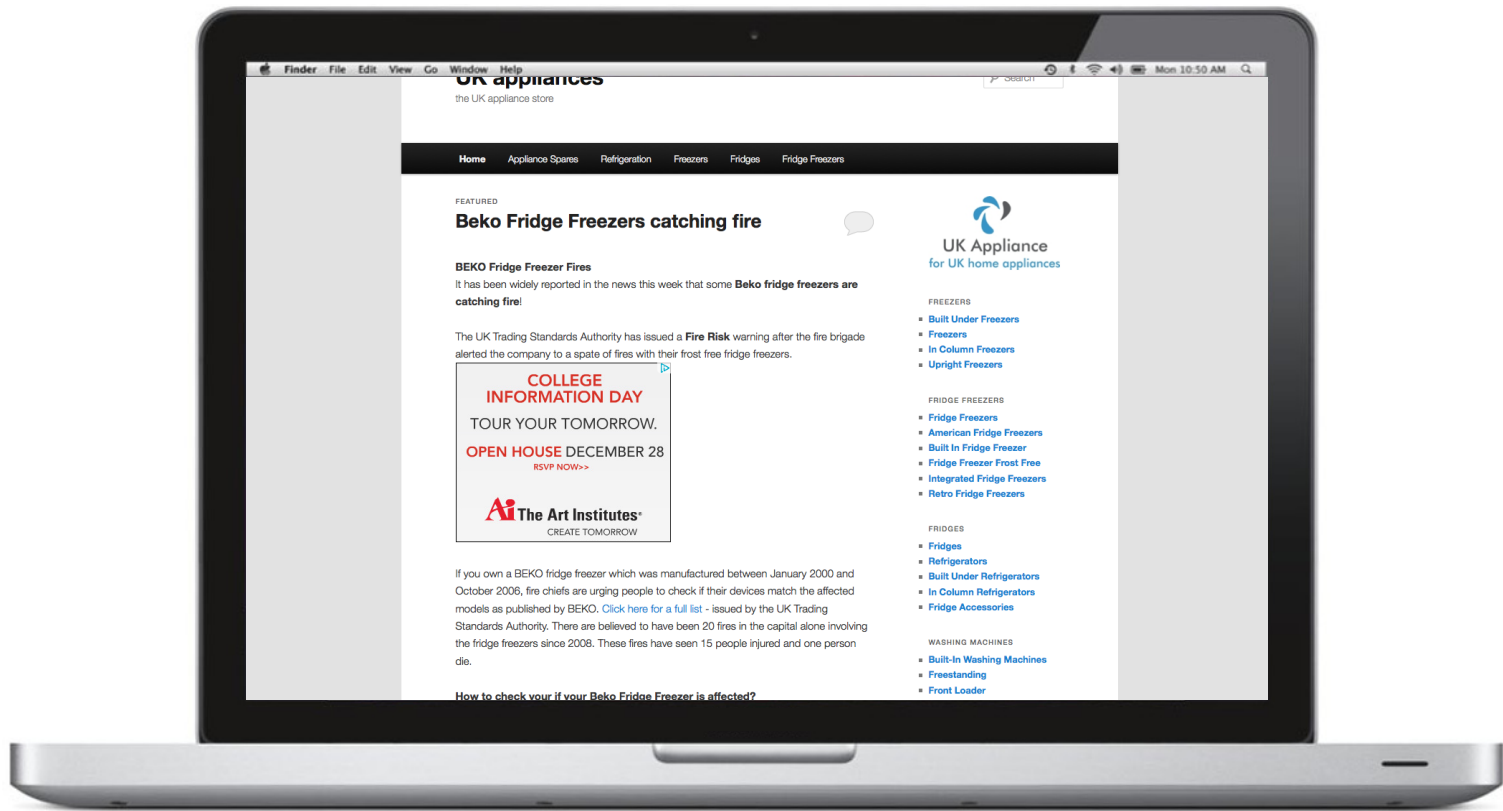 Finder File Edit View Go Window Help
Mon 10:50 AM
UK appliances
Search
the UK appliance store
Home Appliance Spares Refrigeration Freezers Fridges Fridge Freezers
FEATURED
Beko Fridge Freezers catching fire
BEKO Fridge Freezer Fires
It has been widely reported in the news this week that some Beko fridge freezers are
catching fire!
The UK Trading Standards Authority has issued a Fire Risk warning after the fire brigade
alerted the company to a spate of fires with their frost free fridge freezers.
COLLEGE
INFORMATION DAY
TOUR YOUR TOMORROW.
OPEN HOUSE DECEMBER 28
RSVP NOW>>
Ai The Art Institutes®
CREATE TOMORROW
If you own a BEKO fridge freezer which was manufactured between January 2000 and
October 2006, fire chiefs are urging people to check if their devices match the affected
models as published by BEKO. Click here for a full list - issued by the UK Trading
Standards Authority. There are believed to have been 20 fires in the capital alone involving
the fridge freezers since 2008. These fires have seen 15 people injured and one person
die.
How to check your if your Beko Fridge Freezer is affected?
UK Appliance
for UK home appliances
FREEZERS
Built Under Freezers
Freezers
In Column Freezers
Upright Freezers
FRIDGE FREEZERS
Fridge Freezers
American Fridge Freezers
Built In Fridge Freezer
Fridge Freezer Frost Free
Integrated Fridge Freezers
Retro Fridge Freezers
FRIDGES
Fridges
Refrigerators
Built Under Refrigerators
In Column Refrigerators
Fridge Accessories
WASHING MACHINES
Built-In Washing Machines
Freestanding
Front Loader